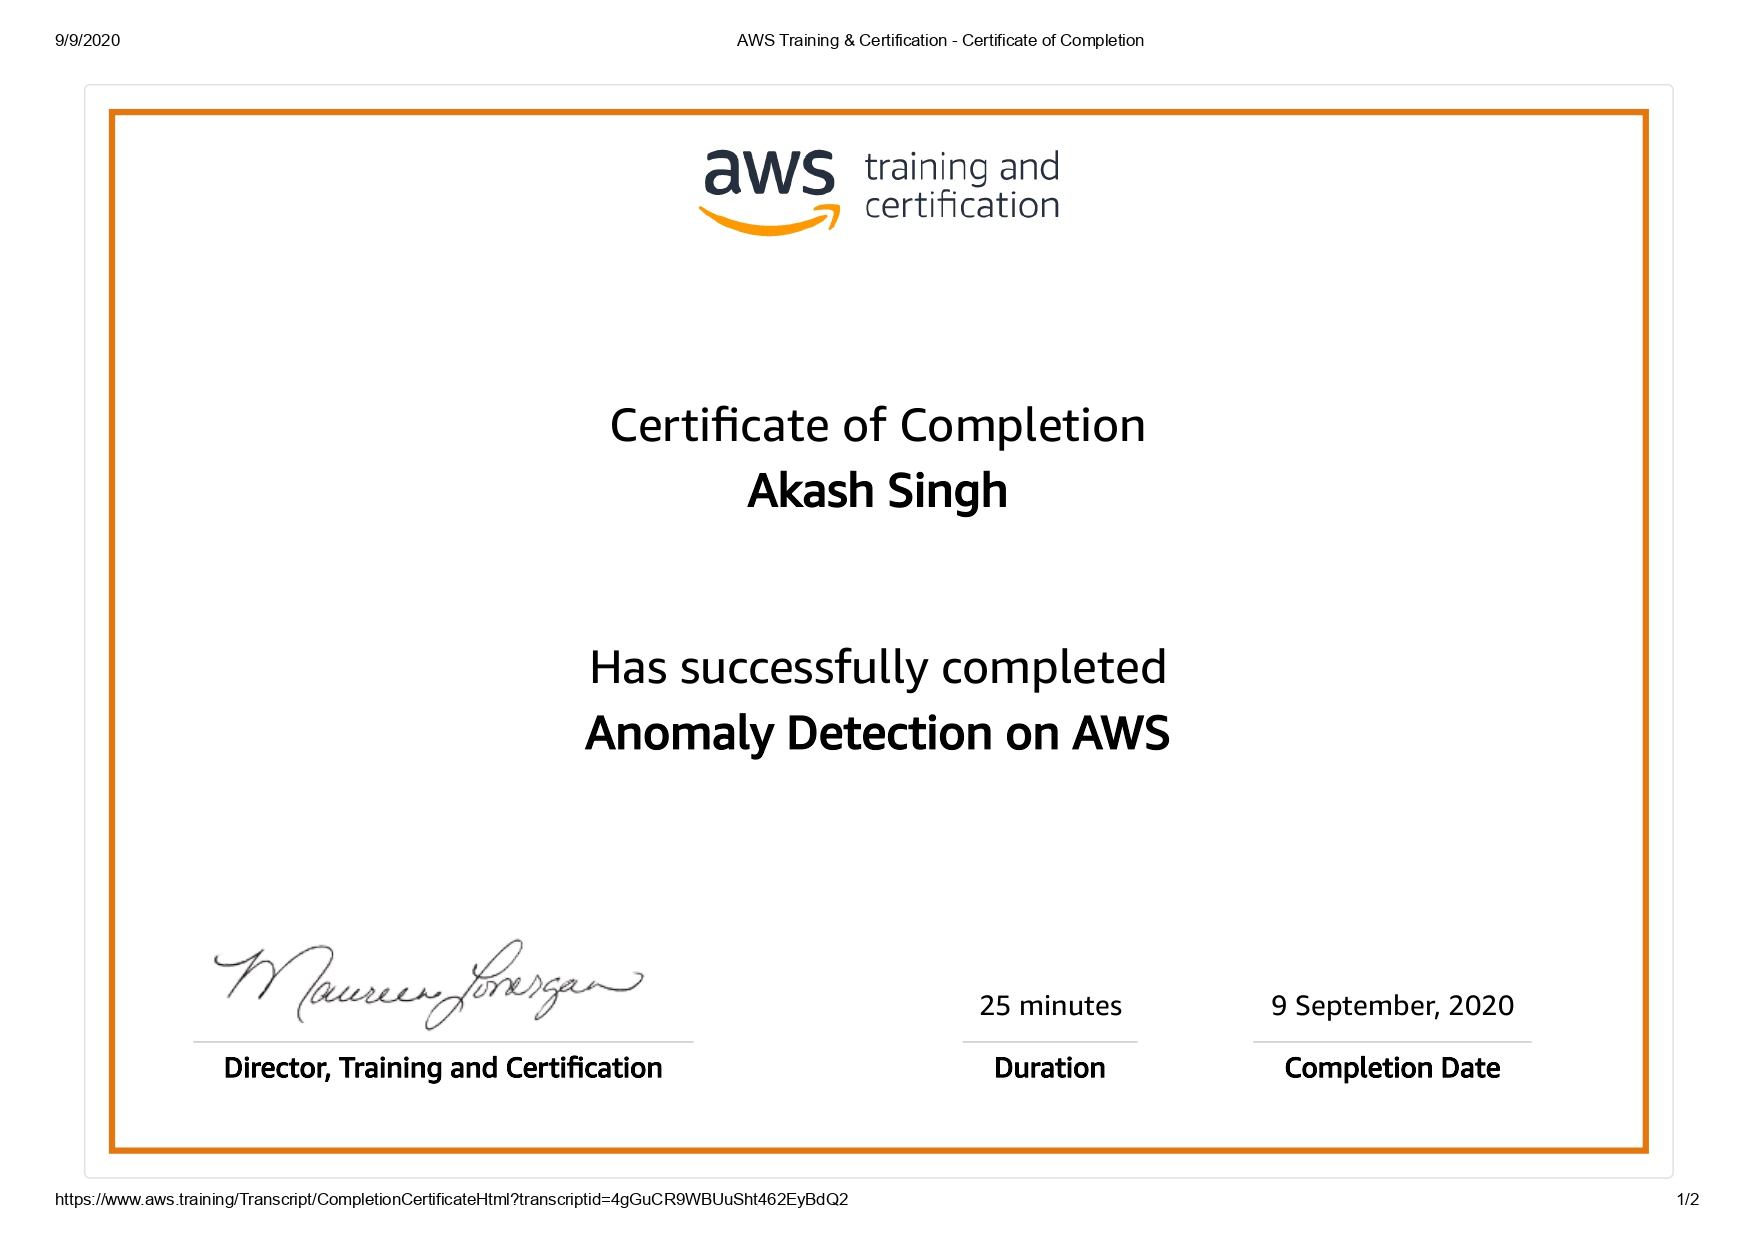 9/9/2020
AWS Training & Certification - Certificate of Completion
aws training and
certification
Certificate of Completion
Akash Singh
Has successfully completed
Anomaly Detection on AWS
Maureen Lonergan
25 minutes
9 September, 2020
Director, Training and Certification
Duration
Completion Date
https://www.aws.training/Transcript/CompletionCertificateHtml?transcriptid=4gGuCR9WBUuSht462EyBdQ2
1/2